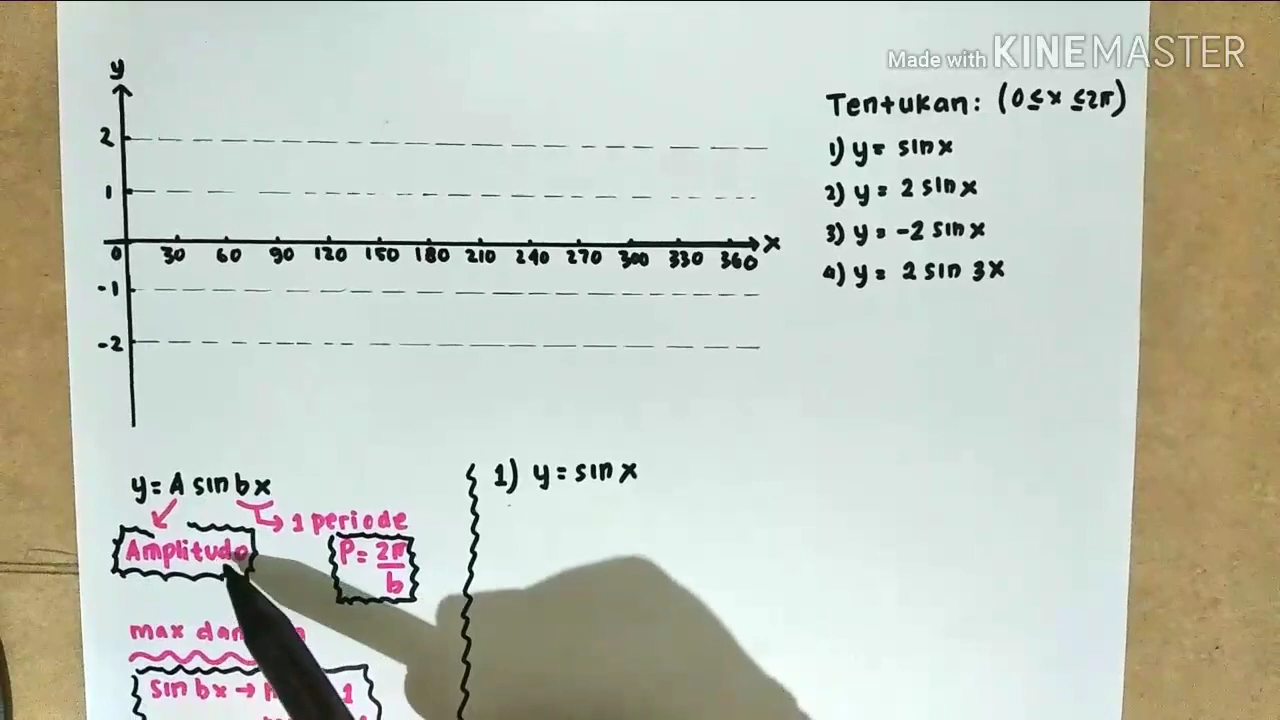 Made with KINEMASTER
y
2
1
0 30 60 90 120 150 180 210 240 270 300 330 360 x
-1
-2
Tentukan: (0≤x≤2π)
1) y= sin x
2) y= 2 sin x
3) y= -2 sin x
4) y= 2 sin 3x
y= A sin bx
1 periode
Amplitudo
P= 2π/b
max
sin bx →
1
1) y= sin x